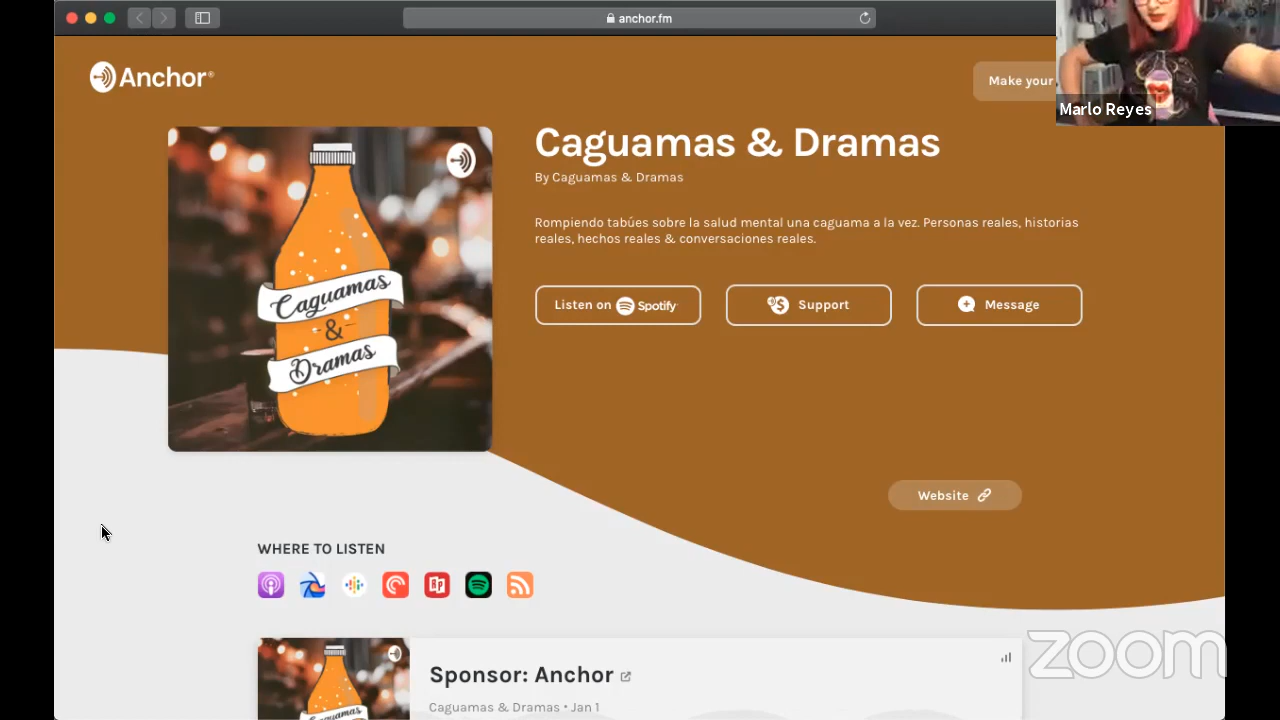 anchor.fm
Anchor®
Make your
Marlo Reyes
Caguamas & Dramas
By Caguamas & Dramas
Rompiendo tabúes sobre la salud mental una caguama a la vez. Personas reales, historias
reales, hechos reales & conversaciones reales.
Caguamas
&
Dramas
Listen on Spotify
Support
Message
Website
WHERE TO LISTEN
Sponsor: Anchor
Caguamas & Dramas • Jan 1
Caguamas
zoom